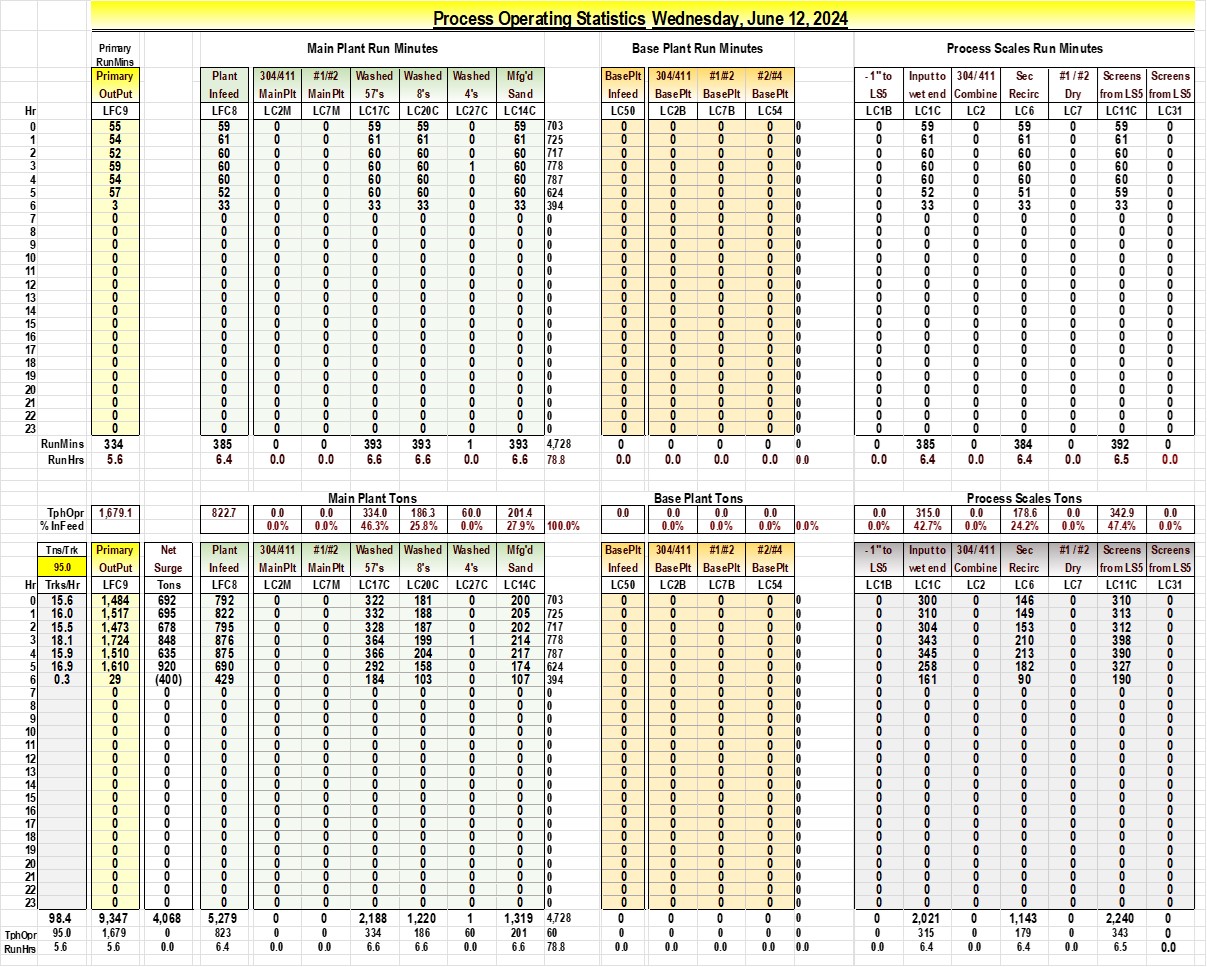 Process Operating Statistics Wednesday, June 12, 2024
Primary Main Plant Run Minutes Base Plant Run Minutes Process Scales Run Minutes
RunMins
Primary Plant 304/411 #1/#2 Washed Washed Washed Mfg'd BasePlt 304/411 #1/#2 #2/#4 -1" to Input to 304/411 Sec #1/#2 Screens Screens
OutPut Infeed MainPlt MainPlt 57's 8's 4's Sand Infeed BasePlt BasePlt BasePlt LS5 wet end Combine Recirc Dry from LS5 from LS5
Hr LFC9 LFC8 LC2M LC7M LC17C LC20C LC27C LC14C LC50 LC2B LC7B LC54 LC1B LC1C LC2 LC6 LC7 LC11C LC31
0 55 59 0 0 59 59 0 59 703 0 0 0 0 0 0 59 0 59 0 59 0
1 54 61 0 0 61 61 0 61 725 0 0 0 0 0 0 61 0 61 0 61 0
2 52 60 0 0 60 60 0 60 717 0 0 0 0 0 0 60 0 60 0 60 0
3 59 60 0 0 60 60 1 60 778 0 0 0 0 0 0 60 0 60 0 60 0
4 54 60 0 0 60 60 0 60 787 0 0 0 0 0 0 60 0 60 0 60 0
5 57 52 0 0 60 60 0 60 624 0 0 0 0 0 0 52 0 51 0 59 0
6 3 33 0 0 33 33 0 33 394 0 0 0 0 0 0 33 0 33 0 33 0
7 0 0 0 0 0 0 0 0 0 0 0 0 0 0 0 0 0 0 0 0 0
8 0 0 0 0 0 0 0 0 0 0 0 0 0 0 0 0 0 0 0 0 0
9 0 0 0 0 0 0 0 0 0 0 0 0 0 0 0 0 0 0 0 0 0
10 0 0 0 0 0 0 0 0 0 0 0 0 0 0 0 0 0 0 0 0 0
11 0 0 0 0 0 0 0 0 0 0 0 0 0 0 0 0 0 0 0 0 0
12 0 0 0 0 0 0 0 0 0 0 0 0 0 0 0 0 0 0 0 0 0
13 0 0 0 0 0 0 0 0 0 0 0 0 0 0 0 0 0 0 0 0 0
14 0 0 0 0 0 0 0 0 0 0 0 0 0 0 0 0 0 0 0 0 0
15 0 0 0 0 0 0 0 0 0 0 0 0 0 0 0 0 0 0 0 0 0
16 0 0 0 0 0 0 0 0 0 0 0 0 0 0 0 0 0 0 0 0 0
17 0 0 0 0 0 0 0 0 0 0 0 0 0 0 0 0 0 0 0 0 0
18 0 0 0 0 0 0 0 0 0 0 0 0 0 0 0 0 0 0 0 0 0
19 0 0 0 0 0 0 0 0 0 0 0 0 0 0 0 0 0 0 0 0 0
20 0 0 0 0 0 0 0 0 0 0 0 0 0 0 0 0 0 0 0 0 0
21 0 0 0 0 0 0 0 0 0 0 0 0 0 0 0 0 0 0 0 0 0
22 0 0 0 0 0 0 0 0 0 0 0 0 0 0 0 0 0 0 0 0 0
23 0 0 0 0 0 0 0 0 0 0 0 0 0 0 0 0 0 0 0 0 0
RunMins 334 385 0 0 393 393 1 393 4,728 0 0 0 0 0 0 385 0 384 0 392 0
RunHrs 5.6 6.4 0.0 0.0 6.6 6.6 0.0 6.6 78.8 0.0 0.0 0.0 0.0 0.0 0.0 6.4 0.0 6.4 0.0 6.5 0.0
Main Plant Tons Base Plant Tons Process Scales Tons
TphOpr 1,679.1 822.7 0.0 0.0 334.0 186.3 60.0 201.4 0.0 0.0 0.0 0.0 0.0 315.0 0.0 178.6 0.0 342.9 0.0
% InFeed 0.0% 0.0% 46.3% 25.8% 0.0% 27.9% 100.0% 0.0% 0.0% 0.0% 0.0% 0.0% 42.7% 0.0% 24.2% 0.0% 47.4% 0.0%
Tns/Trk Primary Net Plant 304/411 #1/#2 Washed Washed Washed Mfg'd BasePlt 304/411 #1/#2 #2/#4 -1" to Input to 304/411 Sec #1/#2 Screens Screens
95.0 OutPut Surge Infeed MainPlt MainPlt 57's 8's 4's Sand Infeed BasePlt BasePlt BasePlt LS5 wet end Combine Recirc Dry from LS5 from LS5
Hr Trks/Hr LFC9 Tons LFC8 LC2M LC7M LC17C LC20C LC27C LC14C LC50 LC2B LC7B LC54 LC1B LC1C LC2 LC6 LC7 LC11C LC31
0 15.6 1,484 692 792 0 0 322 181 0 200 703 0 0 0 0 0 0 300 0 146 0 310 0
1 16.0 1,517 695 822 0 0 332 188 0 205 725 0 0 0 0 0 0 310 0 149 0 313 0
2 15.5 1,473 678 795 0 0 328 187 0 202 717 0 0 0 0 0 0 304 0 153 0 312 0
3 18.1 1,724 848 876 0 0 364 199 1 214 778 0 0 0 0 0 0 343 0 210 0 398 0
4 15.9 1,510 635 875 0 0 366 204 0 217 787 0 0 0 0 0 0 345 0 213 0 390 0
5 16.9 1,610 920 690 0 0 292 158 0 174 624 0 0 0 0 0 0 258 0 182 0 327 0
6 0.3 29 (400) 429 0 0 184 103 0 107 394 0 0 0 0 0 0 161 0 90 0 190 0
7 0 0 0 0 0 0 0 0 0 0 0 0 0 0 0 0 0 0 0 0 0 0
8 0 0 0 0 0 0 0 0 0 0 0 0 0 0 0 0 0 0 0 0 0 0
9 0 0 0 0 0 0 0 0 0 0 0 0 0 0 0 0 0 0 0 0 0 0
10 0 0 0 0 0 0 0 0 0 0 0 0 0 0 0 0 0 0 0 0 0 0
11 0 0 0 0 0 0 0 0 0 0 0 0 0 0 0 0 0 0 0 0 0 0
12 0 0 0 0 0 0 0 0 0 0 0 0 0 0 0 0 0 0 0 0 0 0
13 0 0 0 0 0 0 0 0 0 0 0 0 0 0 0 0 0 0 0 0 0 0
14 0 0 0 0 0 0 0 0 0 0 0 0 0 0 0 0 0 0 0 0 0 0
15 0 0 0 0 0 0 0 0 0 0 0 0 0 0 0 0 0 0 0 0 0 0
16 0 0 0 0 0 0 0 0 0 0 0 0 0 0 0 0 0 0 0 0 0 0
17 0 0 0 0 0 0 0 0 0 0 0 0 0 0 0 0 0 0 0 0 0 0
18 0 0 0 0 0 0 0 0 0 0 0 0 0 0 0 0 0 0 0 0 0 0
19 0 0 0 0 0 0 0 0 0 0 0 0 0 0 0 0 0 0 0 0 0 0
20 0 0 0 0 0 0 0 0 0 0 0 0 0 0 0 0 0 0 0 0 0 0
21 0 0 0 0 0 0 0 0 0 0 0 0 0 0 0 0 0 0 0 0 0 0
22 0 0 0 0 0 0 0 0 0 0 0 0 0 0 0 0 0 0 0 0 0 0
23 0 0 0 0 0 0 0 0 0 0 0 0 0 0 0 0 0 0 0 0 0 0
98.4 9,347 4,068 5,279 0 0 2,188 1,220 1 1,319 4,728 0 0 0 0 0 0 2,021 0 1,143 0 2,240 0
TphOpr 95.0 1,679 0 823 0 0 334 186 60 201 60 0 0 0 0 0 0 315 0 179 0 343 0
RunHrs 5.6 5.6 0.0 6.4 0.0 0.0 6.6 6.6 0.0 6.6 78.8 0.0 0.0 0.0 0.0 0.0 0.0 6.4 0.0 6.4 0.0 6.5 0.0